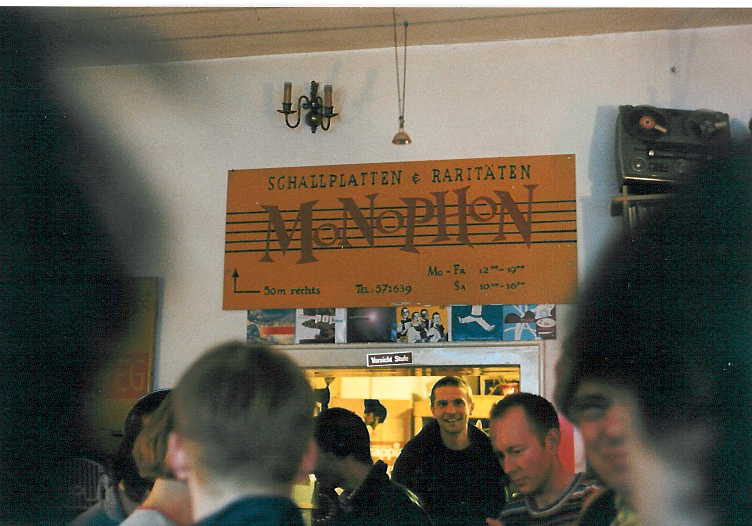 SCHALLPLATTEN & RARITÄTEN
MONOPHON
Mo - Fr 12⁰⁰ - 19⁰⁰
50m rechts Tel.: 571639 Sa 10⁰⁰ - 16⁰⁰
Vorsicht Stufe